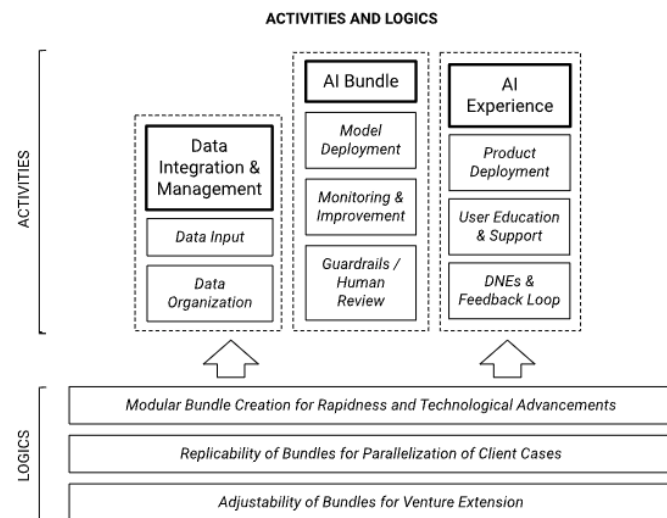 ACTIVITIES AND LOGICS
ACTIVITIES
Data
Integration &
Management
Data Input
Data
Organization
AI Bundle
Model
Deployment
Monitoring &
Improvement
Guardrails /
Human
Review
AI
Experience
Product
Deployment
User Education
& Support
DNEs &
Feedback Loop
LOGICS
Modular Bundle Creation for Rapidness and Technological Advancements
Replicability of Bundles for Parallelization of Client Cases
Adjustability of Bundles for Venture Extension